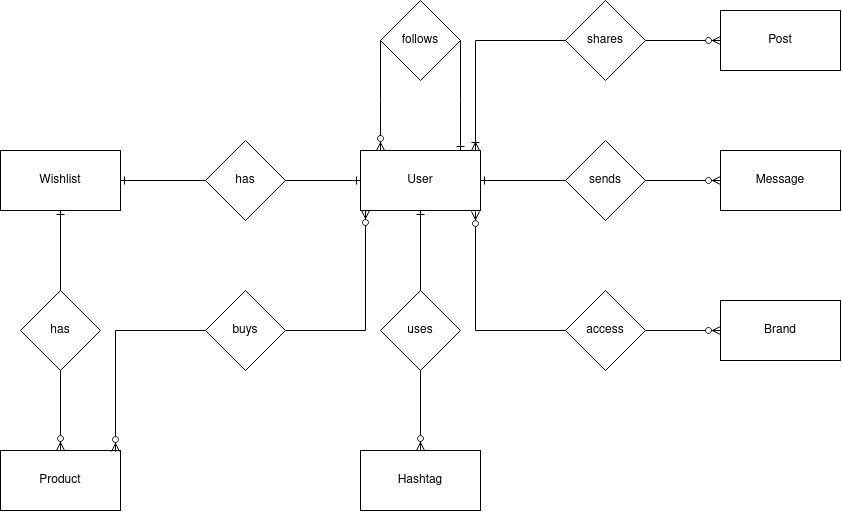 follows
shares
Post
Wishlist
has
User
sends
Message
has
buys
uses
access
Brand
Product
Hashtag